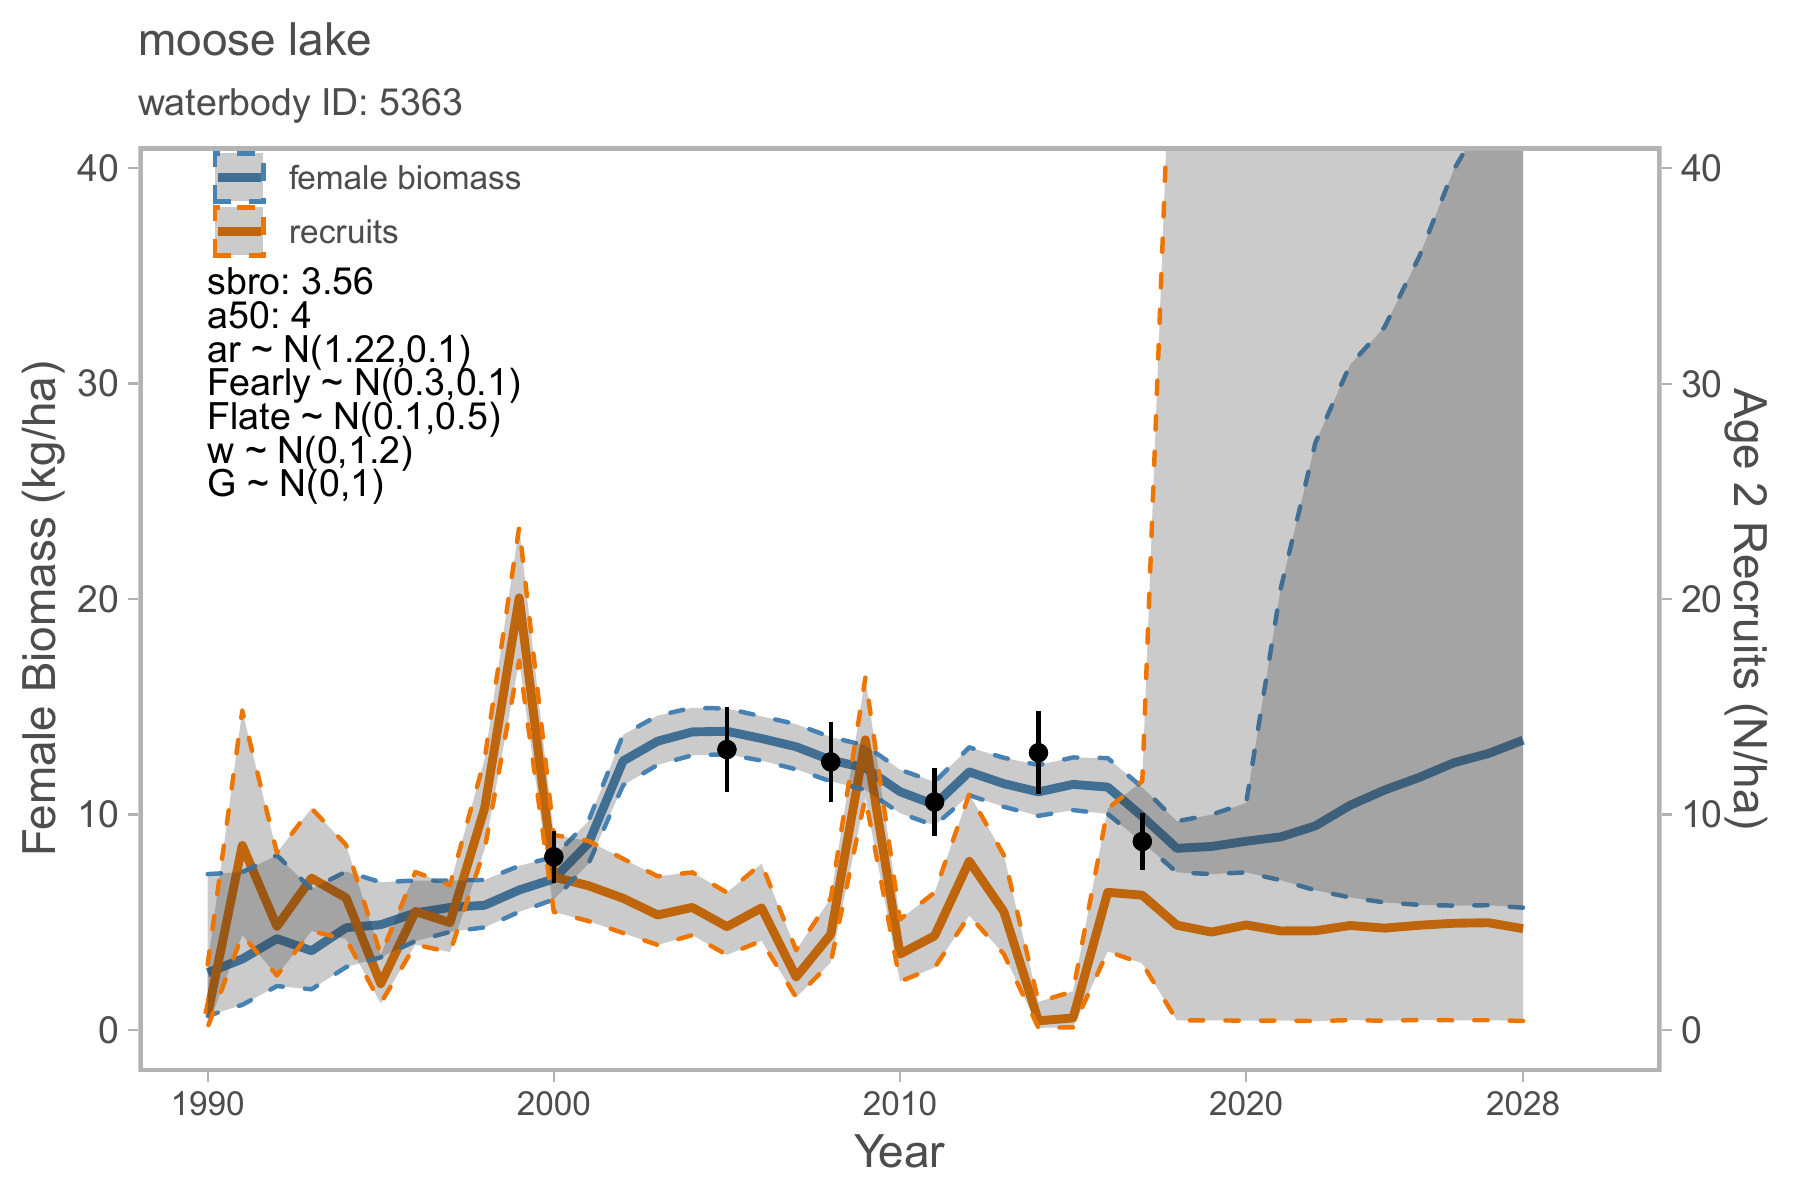 moose lake
waterbody ID: 5363
female biomass
recruits
sbro: 3.56
a50: 4
ar ~ N(1.22,0.1)
Fearly ~ N(0.3,0.1)
Flate ~ N(0.1,0.5)
w ~ N(0,1.2)
G ~ N(0,1)
40
30
20
10
0
Female Biomass (kg/ha)
40
30
20
10
0
Age 2 Recruits (N/ha)
1990
2000
2010
2020
2028
Year